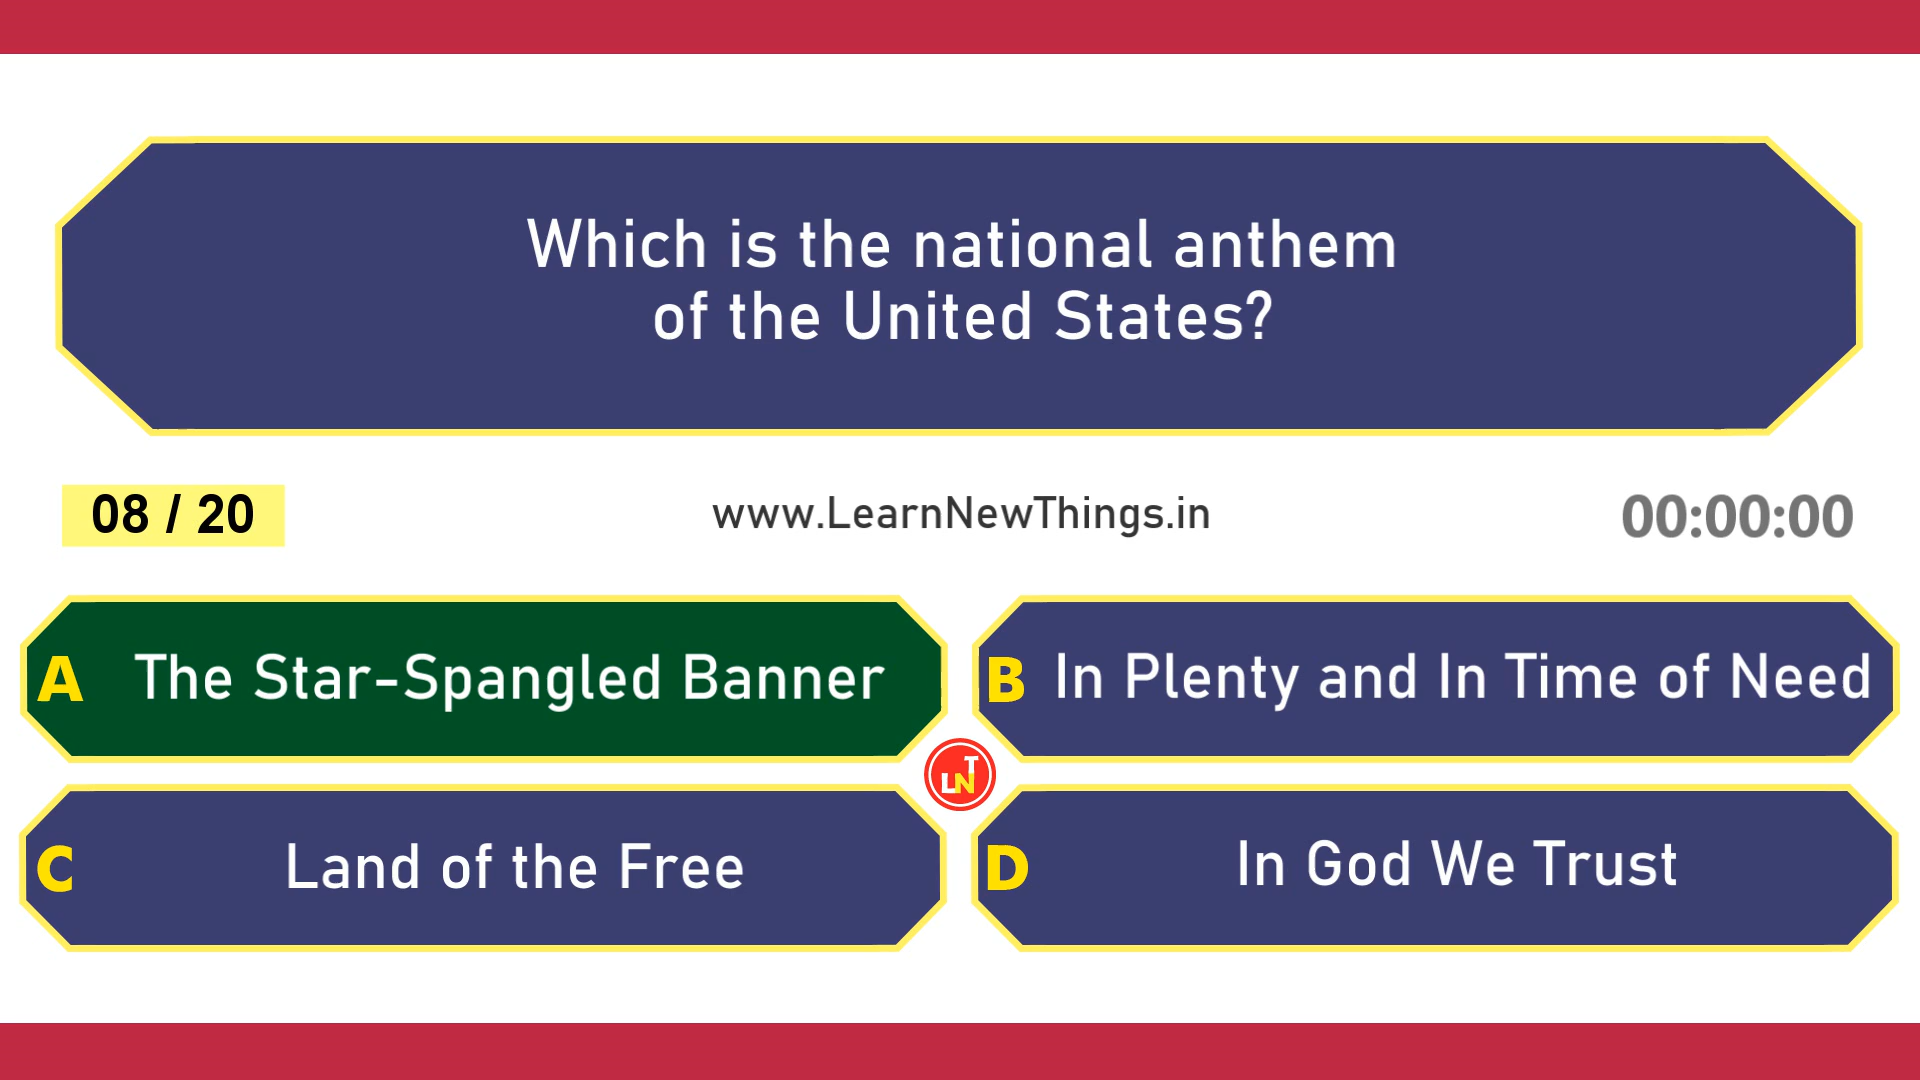 Which is the national anthem
of the United States?
08 / 20
www.LearnNewThings.in
00:00:00
A The Star-Spangled Banner
B In Plenty and In Time of Need
LNT
C Land of the Free
D In God We Trust